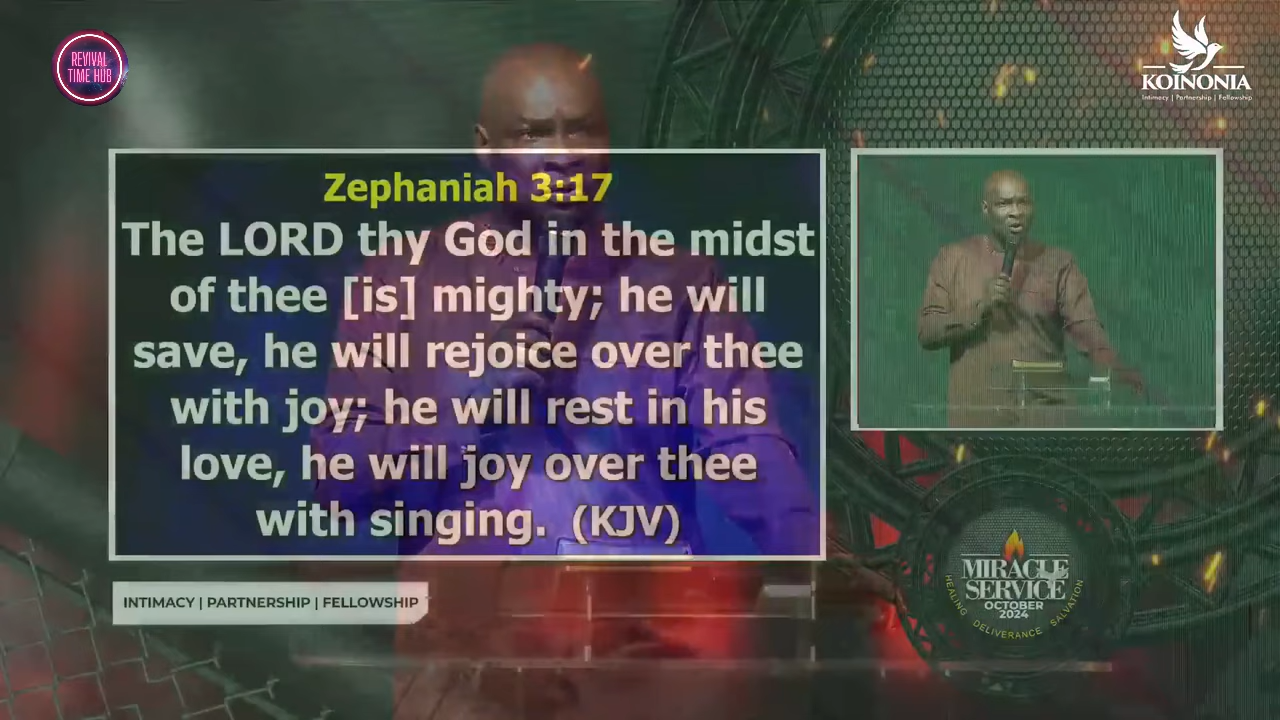 REVIVAL
TIME HUB
KOINONIA
Intimacy | Partnership | Fellowship
Zephaniah 3:17
The LORD thy God in the midst
of thee [is] mighty; he will
save, he will rejoice over thee
with joy; he will rest in his
love, he will joy over thee
with singing. (KJV)
INTIMACY | PARTNERSHIP | FELLOWSHIP
MIRACLE
SERVICE
OCTOBER
2024
HEALING DELIVERANCE SALVATION